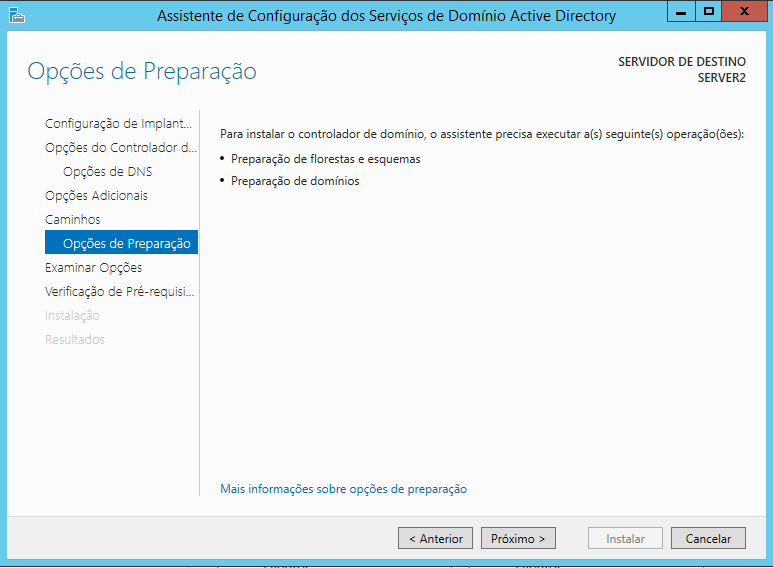 Assistente de Configuração dos Serviços de Domínio Active Directory
Opções de Preparação
SERVIDOR DE DESTINO
SERVER2
Configuração de Implant...
Opções do Controlador d...
Opções de DNS
Opções Adicionais
Caminhos
Opções de Preparação
Examinar Opções
Verificação de Pré-requisi...
Instalação
Resultados
Para instalar o controlador de domínio, o assistente precisa executar a(s) seguinte(s) operação(ões):
• Preparação de florestas e esquemas
• Preparação de domínios
Mais informações sobre opções de preparação
< Anterior
Próximo >
Instalar
Cancelar